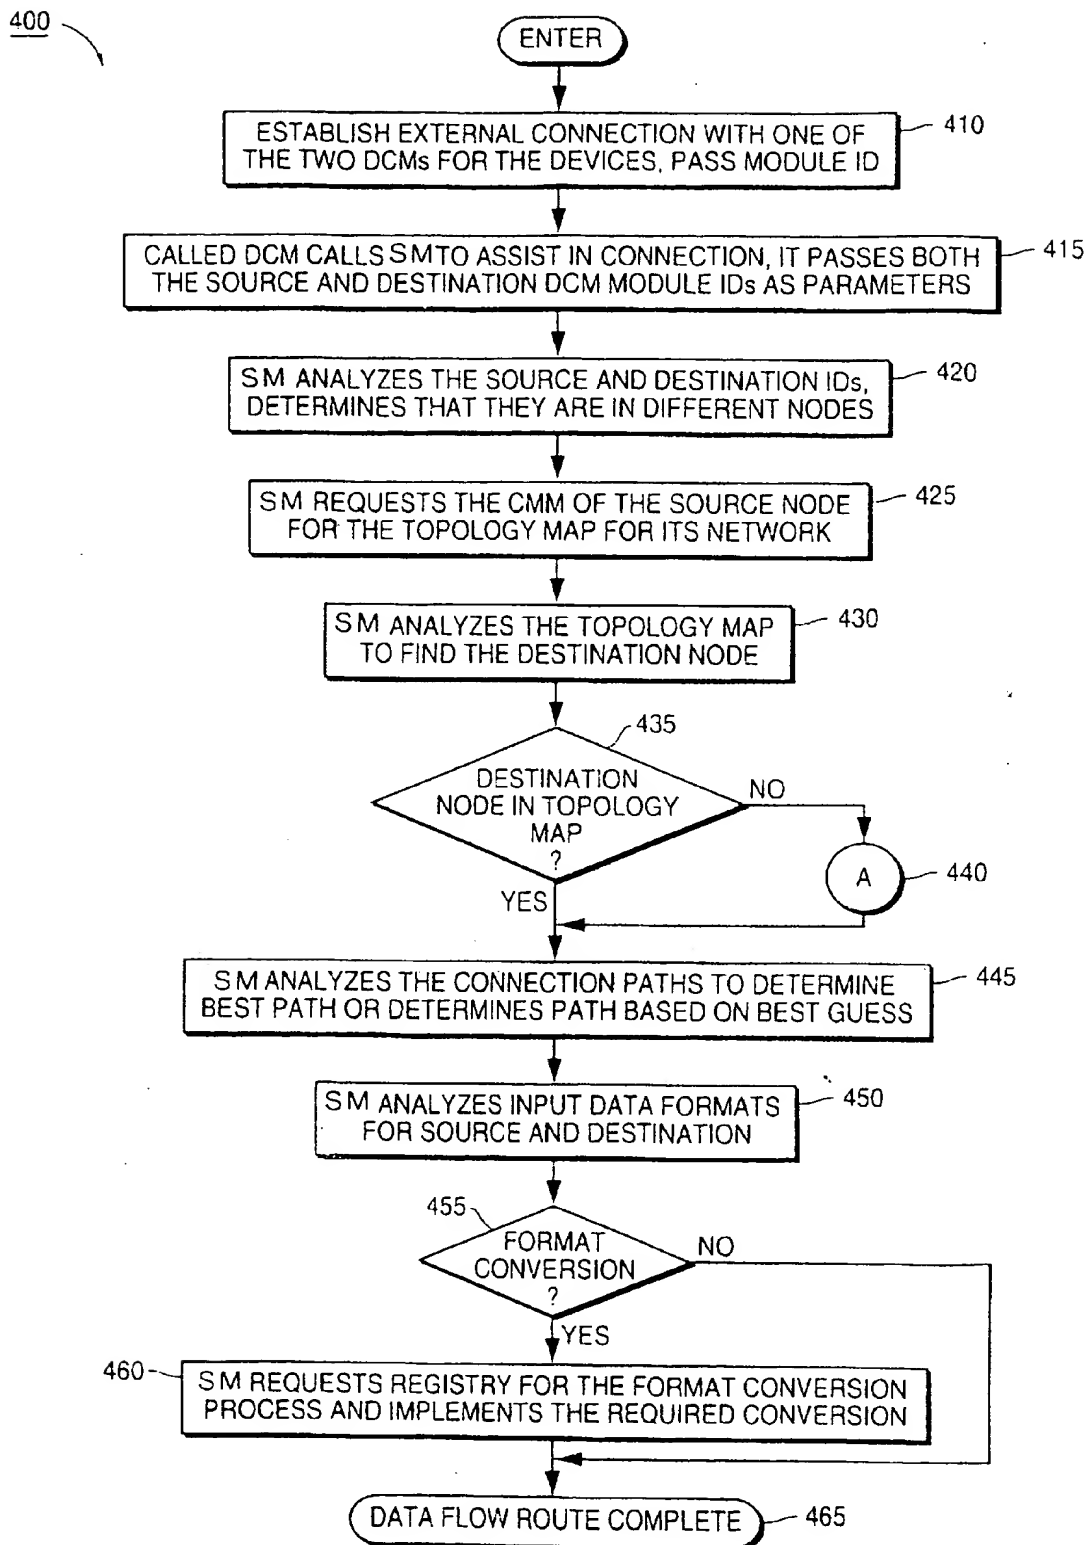 400
ENTER
ESTABLISH EXTERNAL CONNECTION WITH ONE OF
THE TWO DCMs FOR THE DEVICES, PASS MODULE ID
410
CALLED DCM CALLS SM TO ASSIST IN CONNECTION, IT PASSES BOTH
THE SOURCE AND DESTINATION DCM MODULE IDs AS PARAMETERS
415
SM ANALYZES THE SOURCE AND DESTINATION IDs,
DETERMINES THAT THEY ARE IN DIFFERENT NODES
420
SM REQUESTS THE CMM OF THE SOURCE NODE
FOR THE TOPOLOGY MAP FOR ITS NETWORK
425
SM ANALYZES THE TOPOLOGY MAP
TO FIND THE DESTINATION NODE
430
435
DESTINATION
NODE IN TOPOLOGY
MAP
?
NO
A
440
YES
SM ANALYZES THE CONNECTION PATHS TO DETERMINE
BEST PATH OR DETERMINES PATH BASED ON BEST GUESS
445
SM ANALYZES INPUT DATA FORMATS
FOR SOURCE AND DESTINATION
450
455
FORMAT
CONVERSION
?
NO
YES
460
SM REQUESTS REGISTRY FOR THE FORMAT CONVERSION
PROCESS AND IMPLEMENTS THE REQUIRED CONVERSION
DATA FLOW ROUTE COMPLETE
465